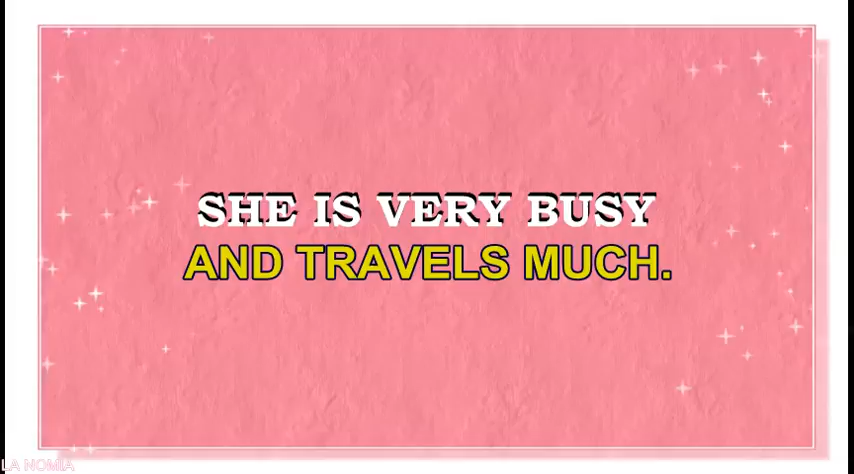 SHE IS VERY BUSY
AND TRAVELS MUCH.
LA NOMIA